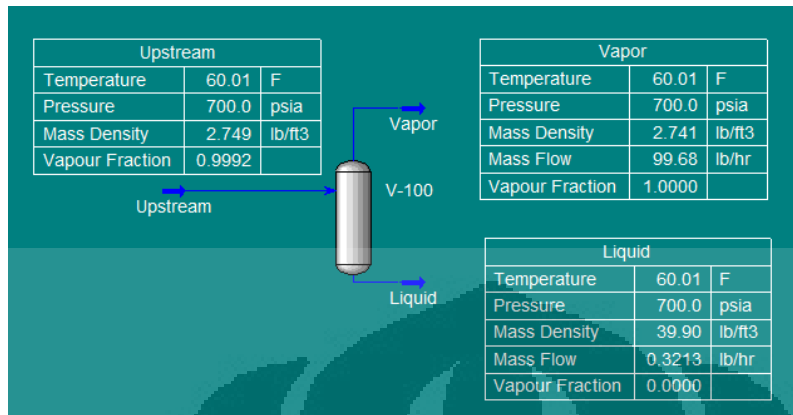 Upstream
Temperature 60.01 F
Pressure 700.0 psia
Mass Density 2.749 lb/ft3
Vapour Fraction 0.9992
Upstream
Vapor
V-100
Liquid
Vapor
Temperature 60.01 F
Pressure 700.0 psia
Mass Density 2.741 lb/ft3
Mass Flow 99.68 lb/hr
Vapour Fraction 1.0000
Liquid
Temperature 60.01 F
Pressure 700.0 psia
Mass Density 39.90 lb/ft3
Mass Flow 0.3213 lb/hr
Vapour Fraction 0.0000